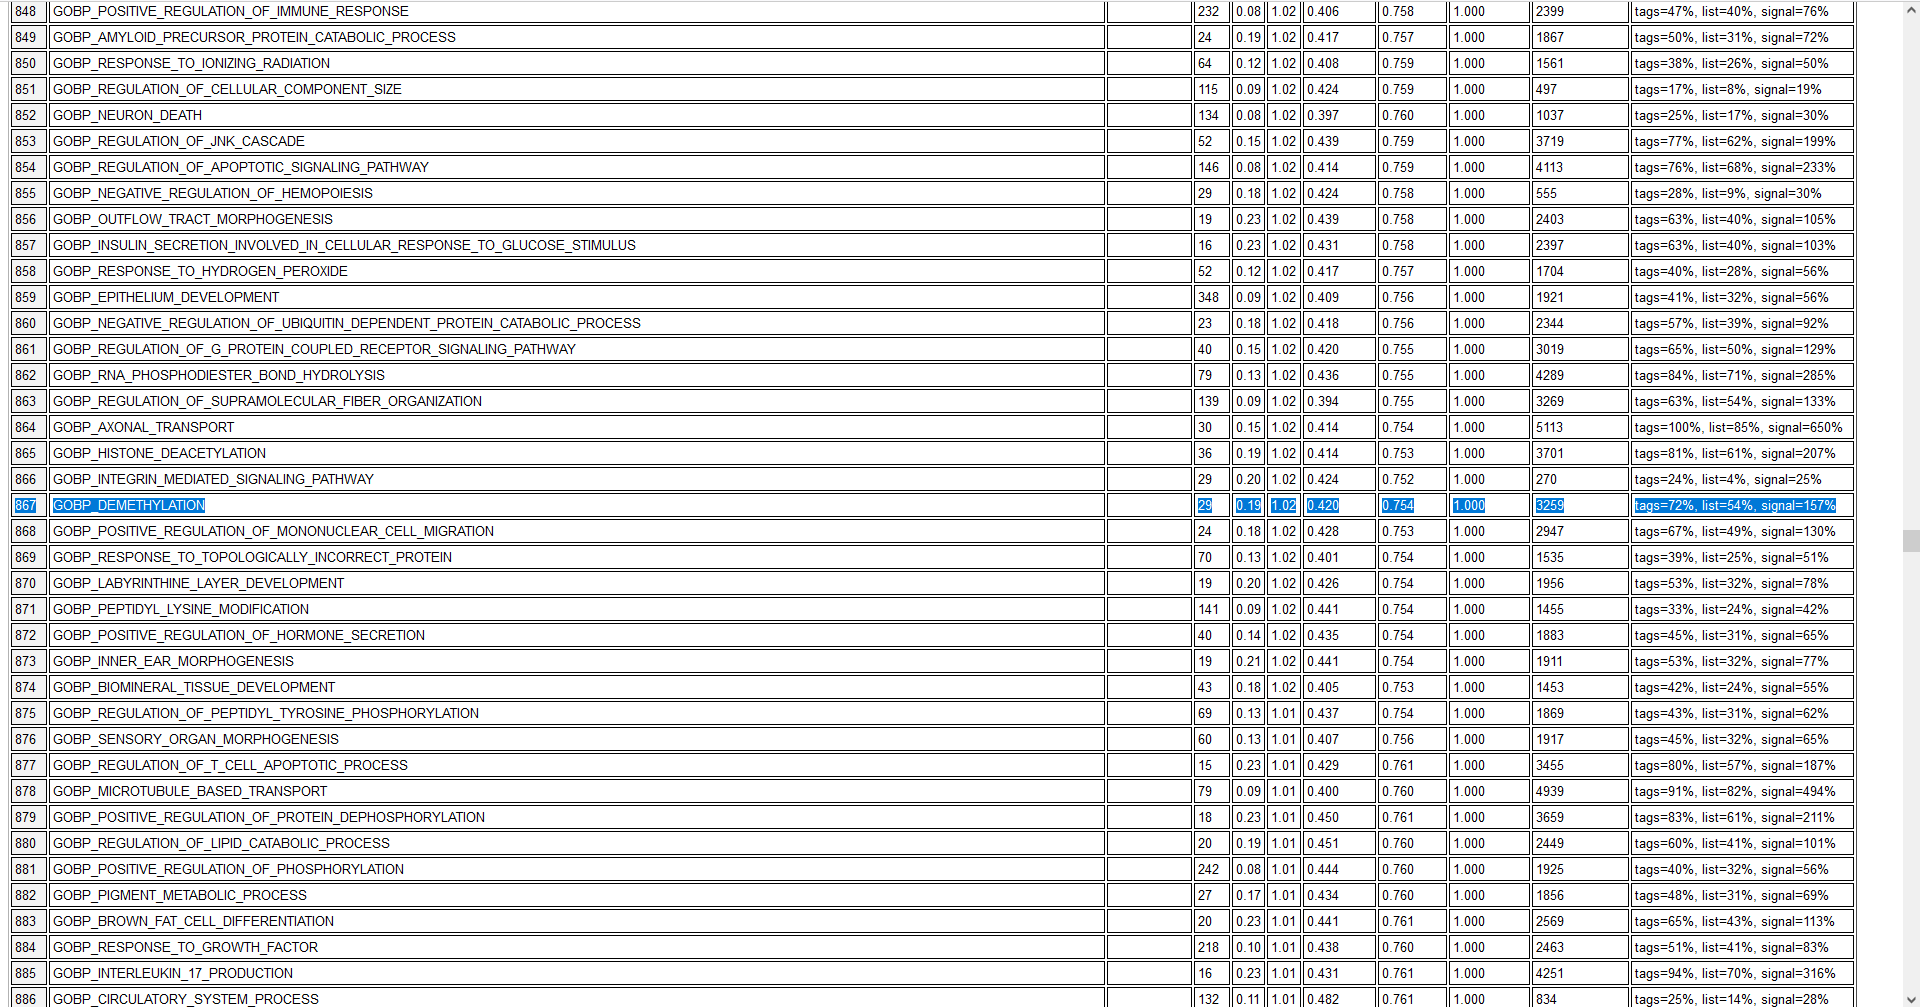 848 GOBP_POSITIVE_REGULATION_OF_IMMUNE_RESPONSE 232 0.08 1.02 0.406 0.758 1.000 2399 tags=47%, list=40%, signal=76%
849 GOBP_AMYLOID_PRECURSOR_PROTEIN_CATABOLIC_PROCESS 24 0.19 1.02 0.417 0.757 1.000 1867 tags=50%, list=31%, signal=72%
850 GOBP_RESPONSE_TO_IONIZING_RADIATION 64 0.12 1.02 0.408 0.759 1.000 1561 tags=38%, list=26%, signal=50%
851 GOBP_REGULATION_OF_CELLULAR_COMPONENT_SIZE 115 0.09 1.02 0.424 0.759 1.000 497 tags=17%, list=8%, signal=19%
852 GOBP_NEURON_DEATH 134 0.08 1.02 0.397 0.760 1.000 1037 tags=25%, list=17%, signal=30%
853 GOBP_REGULATION_OF_JNK_CASCADE 52 0.15 1.02 0.439 0.759 1.000 3719 tags=77%, list=62%, signal=199%
854 GOBP_REGULATION_OF_APOPTOTIC_SIGNALING_PATHWAY 146 0.08 1.02 0.414 0.759 1.000 4113 tags=76%, list=68%, signal=233%
855 GOBP_NEGATIVE_REGULATION_OF_HEMOPOIESIS 29 0.18 1.02 0.424 0.758 1.000 555 tags=28%, list=9%, signal=30%
856 GOBP_OUTFLOW_TRACT_MORPHOGENESIS 19 0.23 1.02 0.439 0.758 1.000 2403 tags=63%, list=40%, signal=105%
857 GOBP_INSULIN_SECRETION_INVOLVED_IN_CELLULAR_RESPONSE_TO_GLUCOSE_STIMULUS 16 0.23 1.02 0.431 0.758 1.000 2397 tags=63%, list=40%, signal=103%
858 GOBP_RESPONSE_TO_HYDROGEN_PEROXIDE 52 0.12 1.02 0.417 0.757 1.000 1704 tags=40%, list=28%, signal=56%
859 GOBP_EPITHELIUM_DEVELOPMENT 348 0.09 1.02 0.409 0.756 1.000 1921 tags=41%, list=32%, signal=56%
860 GOBP_NEGATIVE_REGULATION_OF_UBIQUITIN_DEPENDENT_PROTEIN_CATABOLIC_PROCESS 23 0.18 1.02 0.418 0.756 1.000 2344 tags=57%, list=39%, signal=92%
861 GOBP_REGULATION_OF_G_PROTEIN_COUPLED_RECEPTOR_SIGNALING_PATHWAY 40 0.15 1.02 0.420 0.755 1.000 3019 tags=65%, list=50%, signal=129%
862 GOBP_RNA_PHOSPHODIESTER_BOND_HYDROLYSIS 79 0.13 1.02 0.436 0.755 1.000 4289 tags=84%, list=71%, signal=285%
863 GOBP_REGULATION_OF_SUPRAMOLECULAR_FIBER_ORGANIZATION 139 0.09 1.02 0.394 0.755 1.000 3269 tags=63%, list=54%, signal=133%
864 GOBP_AXONAL_TRANSPORT 30 0.15 1.02 0.414 0.754 1.000 5113 tags=100%, list=85%, signal=650%
865 GOBP_HISTONE_DEACETYLATION 36 0.19 1.02 0.414 0.753 1.000 3701 tags=81%, list=61%, signal=207%
866 GOBP_INTEGRIN_MEDIATED_SIGNALING_PATHWAY 29 0.20 1.02 0.424 0.752 1.000 270 tags=24%, list=4%, signal=25%
867 GOBP_DEMETHYLATION 29 0.19 1.02 0.420 0.754 1.000 3259 tags=72%, list=54%, signal=157%
868 GOBP_POSITIVE_REGULATION_OF_MONONUCLEAR_CELL_MIGRATION 24 0.18 1.02 0.428 0.753 1.000 2947 tags=67%, list=49%, signal=130%
869 GOBP_RESPONSE_TO_TOPOLOGICALLY_INCORRECT_PROTEIN 70 0.13 1.02 0.401 0.754 1.000 1535 tags=39%, list=25%, signal=51%
870 GOBP_LABYRINTHINE_LAYER_DEVELOPMENT 19 0.20 1.02 0.426 0.754 1.000 1956 tags=53%, list=32%, signal=78%
871 GOBP_PEPTIDYL_LYSINE_MODIFICATION 141 0.09 1.02 0.441 0.754 1.000 1455 tags=33%, list=24%, signal=42%
872 GOBP_POSITIVE_REGULATION_OF_HORMONE_SECRETION 40 0.14 1.02 0.435 0.754 1.000 1883 tags=45%, list=31%, signal=65%
873 GOBP_INNER_EAR_MORPHOGENESIS 19 0.21 1.02 0.441 0.754 1.000 1911 tags=53%, list=32%, signal=77%
874 GOBP_BIOMINERAL_TISSUE_DEVELOPMENT 43 0.18 1.02 0.405 0.753 1.000 1453 tags=42%, list=24%, signal=55%
875 GOBP_REGULATION_OF_PEPTIDYL_TYROSINE_PHOSPHORYLATION 69 0.13 1.01 0.437 0.754 1.000 1869 tags=43%, list=31%, signal=62%
876 GOBP_SENSORY_ORGAN_MORPHOGENESIS 60 0.13 1.01 0.407 0.756 1.000 1917 tags=45%, list=32%, signal=65%
877 GOBP_REGULATION_OF_T_CELL_APOPTOTIC_PROCESS 15 0.23 1.01 0.429 0.761 1.000 3455 tags=80%, list=57%, signal=187%
878 GOBP_MICROTUBULE_BASED_TRANSPORT 79 0.09 1.01 0.400 0.760 1.000 4939 tags=91%, list=82%, signal=494%
879 GOBP_POSITIVE_REGULATION_OF_PROTEIN_DEPHOSPHORYLATION 18 0.23 1.01 0.450 0.761 1.000 3659 tags=83%, list=61%, signal=211%
880 GOBP_REGULATION_OF_LIPID_CATABOLIC_PROCESS 20 0.19 1.01 0.451 0.760 1.000 2449 tags=60%, list=41%, signal=101%
881 GOBP_POSITIVE_REGULATION_OF_PHOSPHORYLATION 242 0.08 1.01 0.444 0.760 1.000 1925 tags=40%, list=32%, signal=56%
882 GOBP_PIGMENT_METABOLIC_PROCESS 27 0.17 1.01 0.434 0.760 1.000 1856 tags=48%, list=31%, signal=69%
883 GOBP_BROWN_FAT_CELL_DIFFERENTIATION 20 0.23 1.01 0.441 0.761 1.000 2569 tags=65%, list=43%, signal=113%
884 GOBP_RESPONSE_TO_GROWTH_FACTOR 218 0.10 1.01 0.438 0.760 1.000 2463 tags=51%, list=41%, signal=83%
885 GOBP_INTERLEUKIN_17_PRODUCTION 16 0.23 1.01 0.431 0.761 1.000 4251 tags=94%, list=70%, signal=316%
886 GOBP_CIRCULATORY_SYSTEM_PROCESS 132 0.11 1.01 0.482 0.761 1.000 834 tags=25%, list=14%, signal=28%